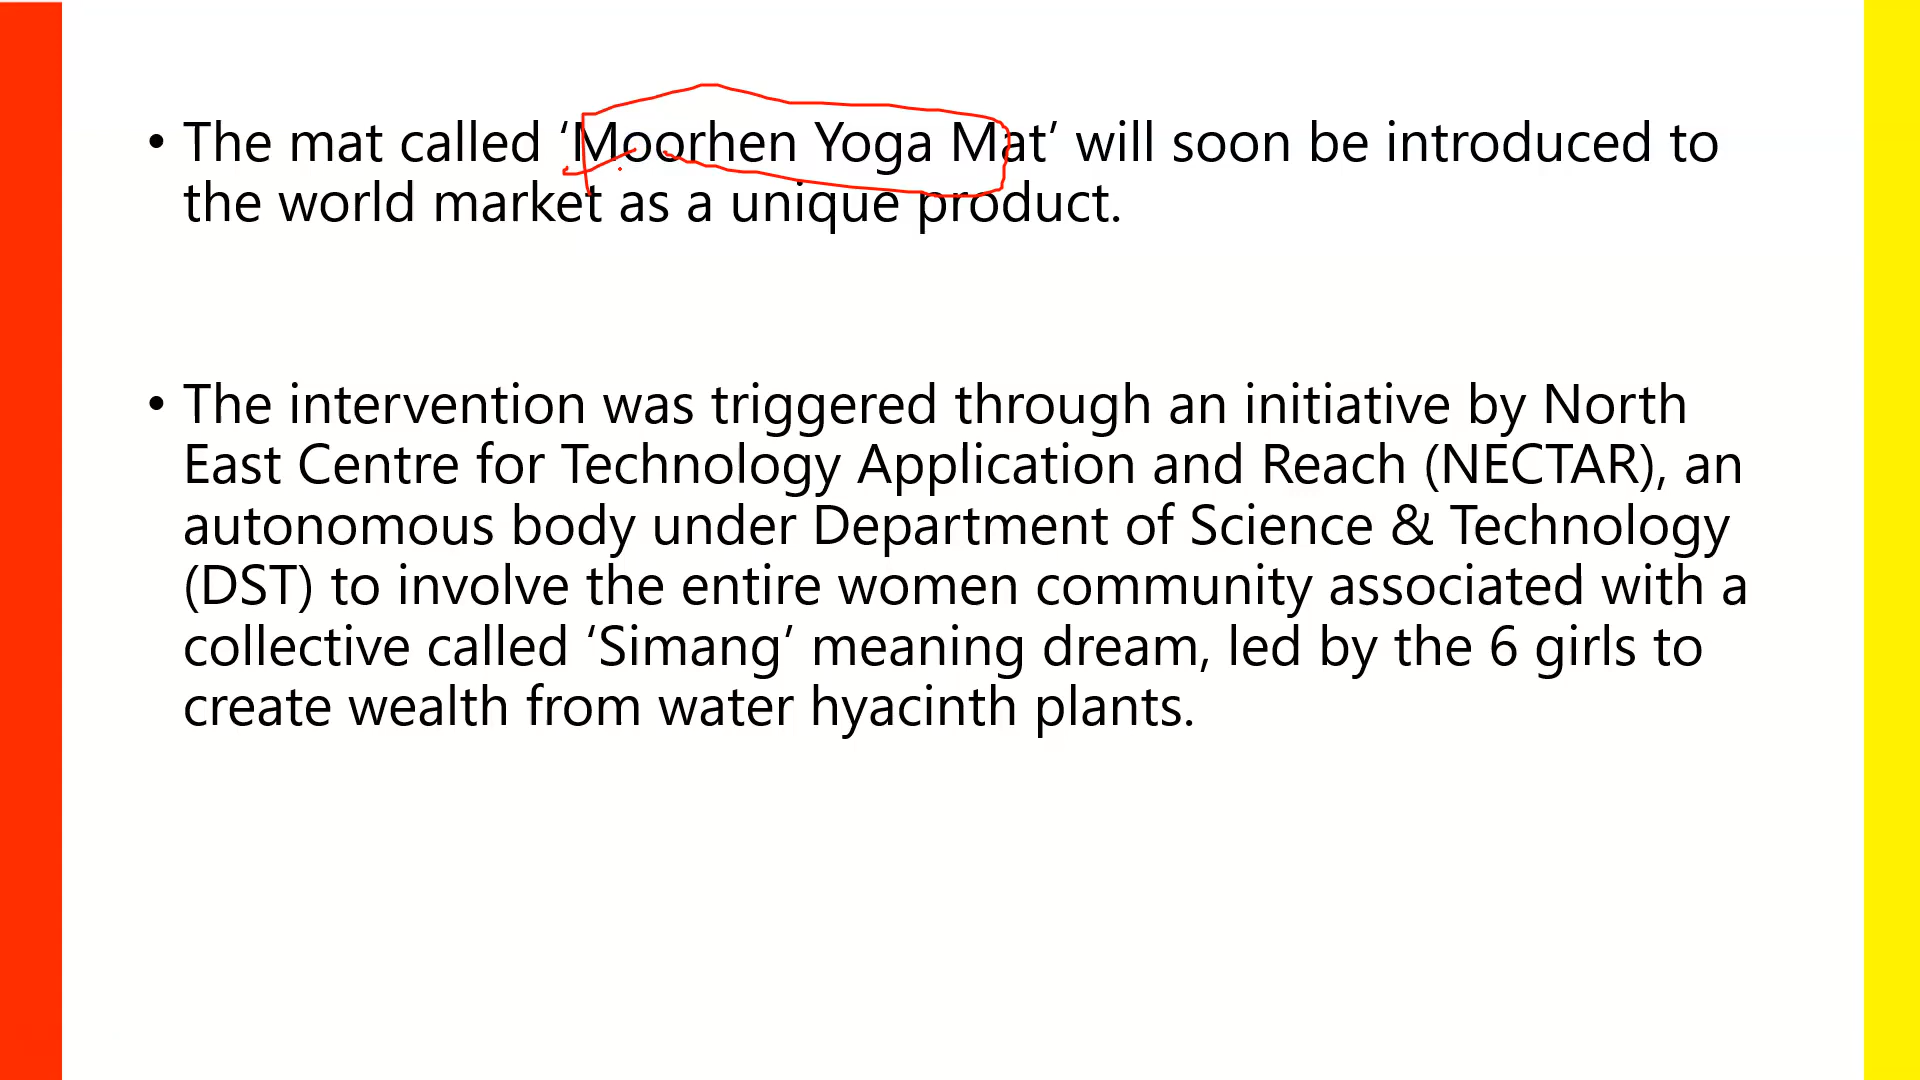 • The mat called ‘Moorhen Yoga Mat’ will soon be introduced to
the world market as a unique product.
• The intervention was triggered through an initiative by North
East Centre for Technology Application and Reach (NECTAR), an
autonomous body under Department of Science & Technology
(DST) to involve the entire women community associated with a
collective called ‘Simang’ meaning dream, led by the 6 girls to
create wealth from water hyacinth plants.